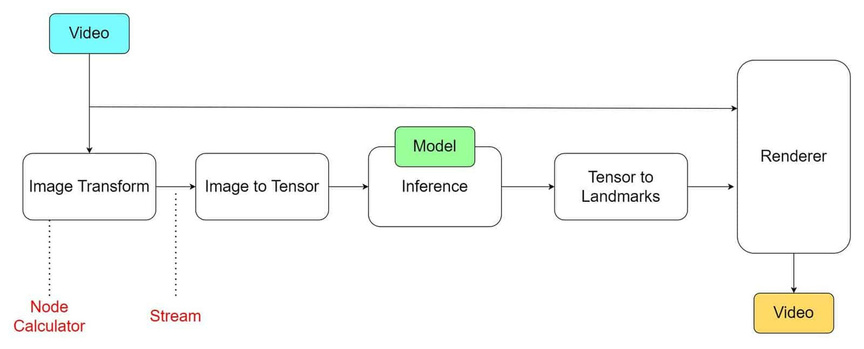 Video
Model
Renderer
Image Transform
Image to Tensor
Inference
Tensor to
Landmarks
Node
Calculator
Stream
Video